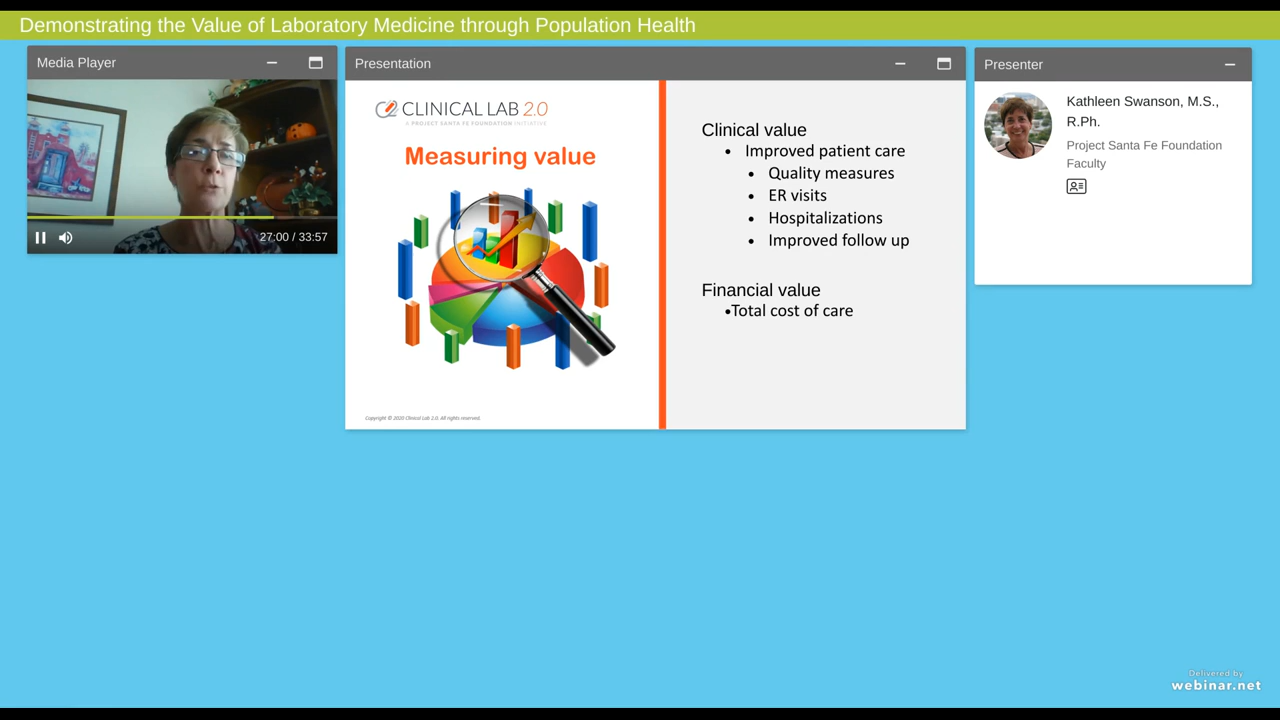 Demonstrating the Value of Laboratory Medicine through Population Health
Media Player
27:00 / 33:57
Presentation
CLINICAL LAB 2.0
A PROJECT SANTA FE FOUNDATION INITIATIVE
Measuring value
Copyright © 2020 Clinical Lab 2.0. All rights reserved.
Clinical value
• Improved patient care
• Quality measures
• ER visits
• Hospitalizations
• Improved follow up
Financial value
•Total cost of care
Presenter
Kathleen Swanson, M.S.,
R.Ph.
Project Santa Fe Foundation
Faculty
Delivered by
webinar.net